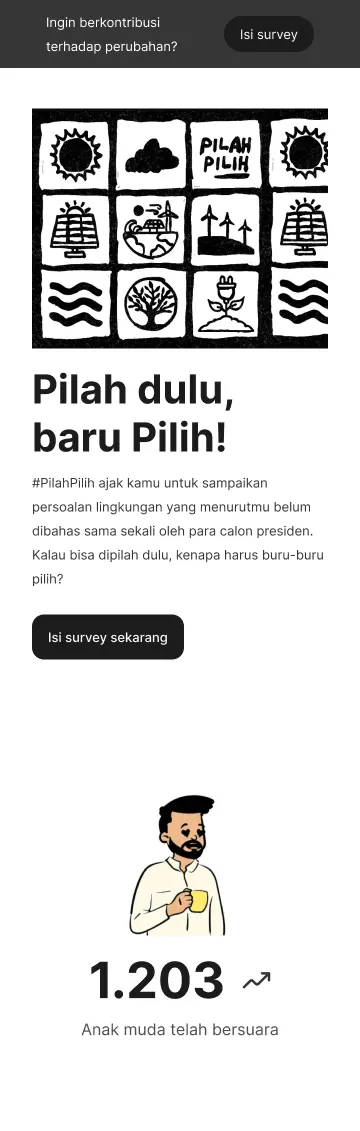 Ingin berkontribusi
terhadap perubahan?
Isi survey
PILAH
PILIH
Pilah dulu,
baru Pilih!
#PilahPilih ajak kamu untuk sampaikan
persoalan lingkungan yang menurutmu belum
dibahas sama sekali oleh para calon presiden.
Kalau bisa dipilah dulu, kenapa harus buru-buru
pilih?
Isi survey sekarang
1.203
Anak muda telah bersuara